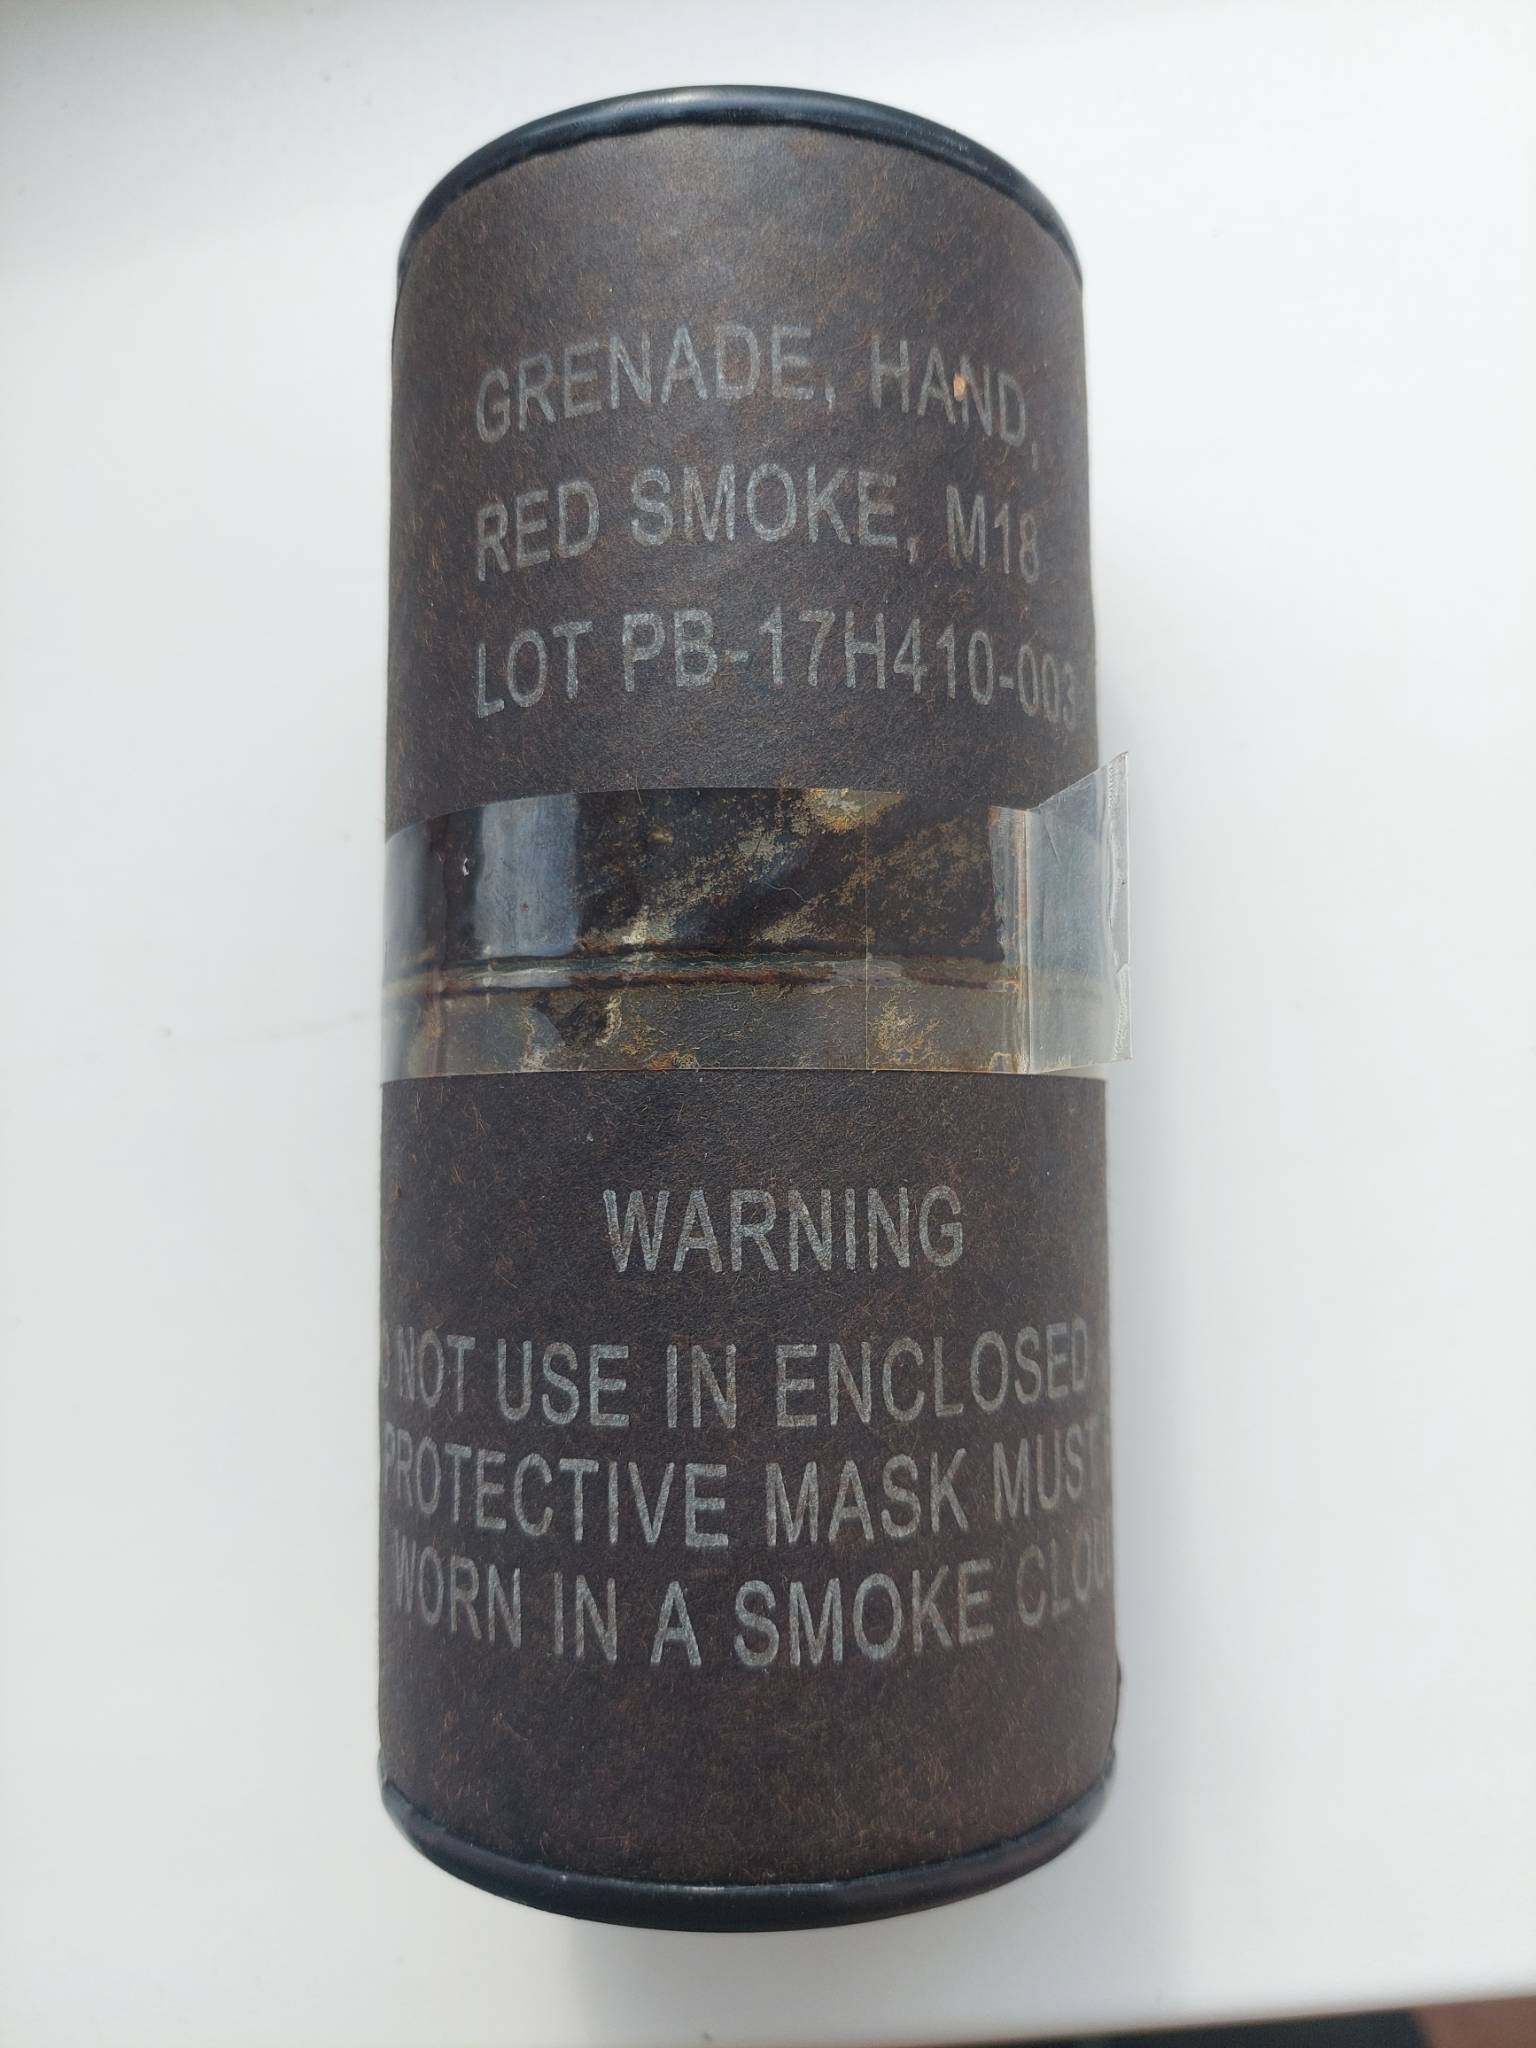 GRENADE, HAND,
RED SMOKE, M18
LOT PB-17H410-003
WARNING
NOT USE IN ENCLOSED
PROTECTIVE MASK MUST
WORN IN A SMOKE CLOUD